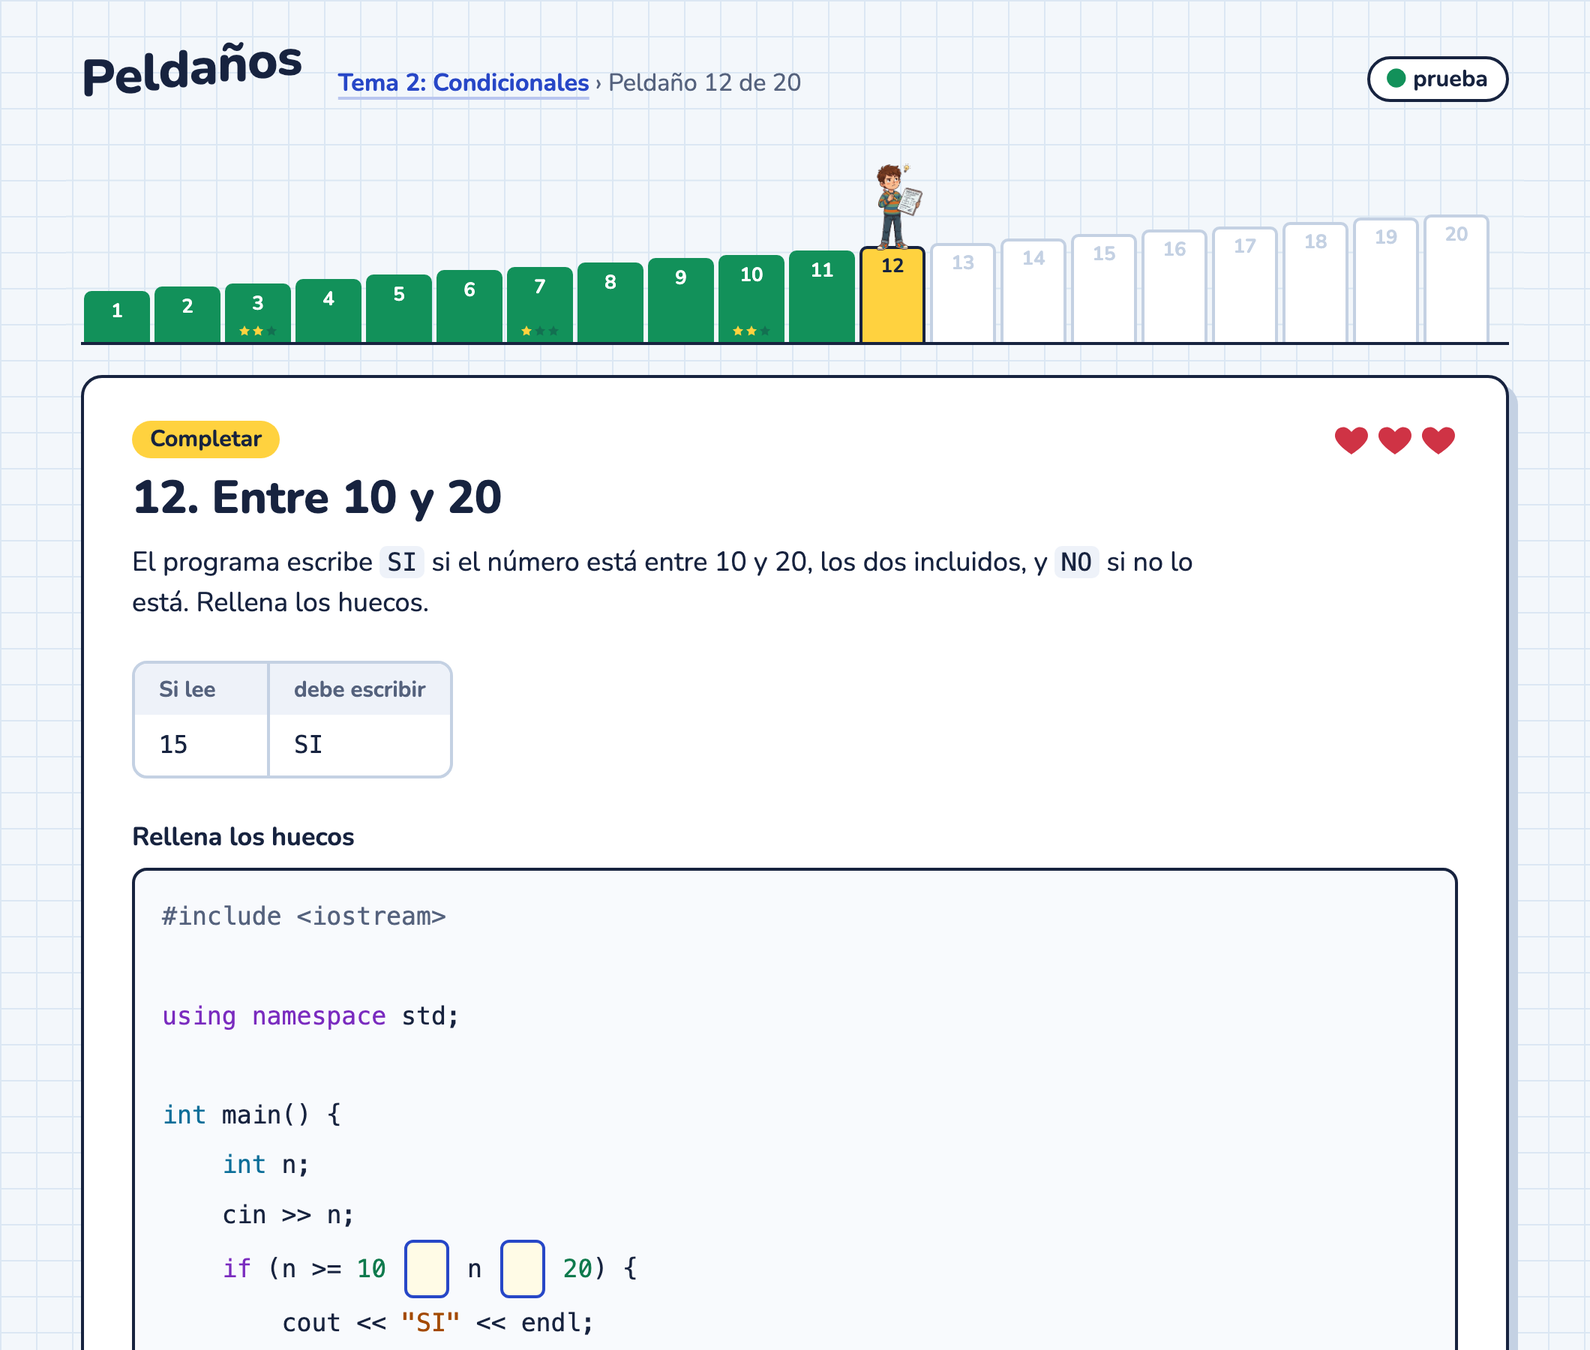 Peldaños
Tema 2: Condicionales › Peldaño 12 de 20
prueba
1 2 3 4 5 6 7 8 9 10 11 12 13 14 15 16 17 18 19 20
Completar
12. Entre 10 y 20
El programa escribe SI si el número está entre 10 y 20, los dos incluidos, y NO si no lo
está. Rellena los huecos.
Si lee debe escribir
15 SI
Rellena los huecos
#include <iostream>
using namespace std;
int main() {
    int n;
    cin >> n;
    if (n >= 10 n 20) {
        cout << "SI" << endl;